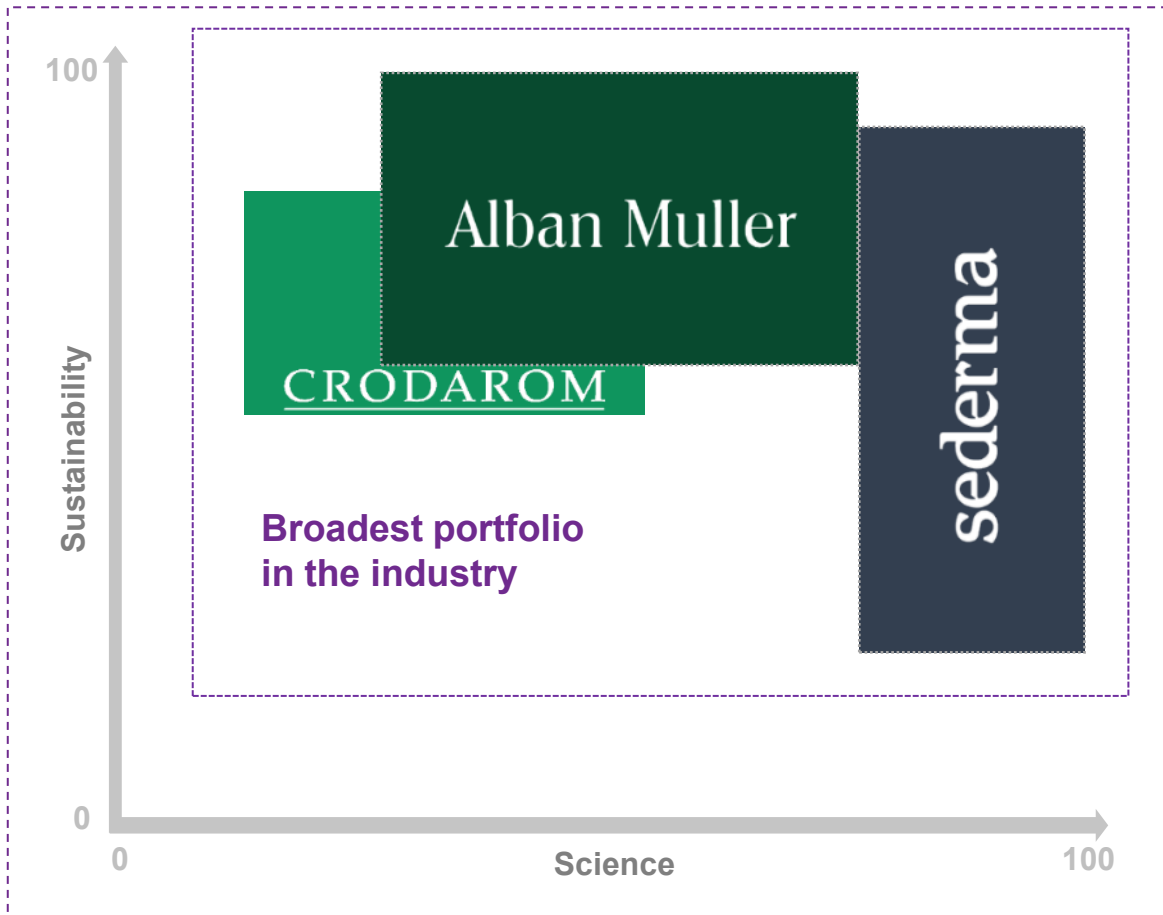 100
Alban Muller
CRODAROM
sederma
Sustainability
Broadest portfolio
in the industry
0
0
Science
100